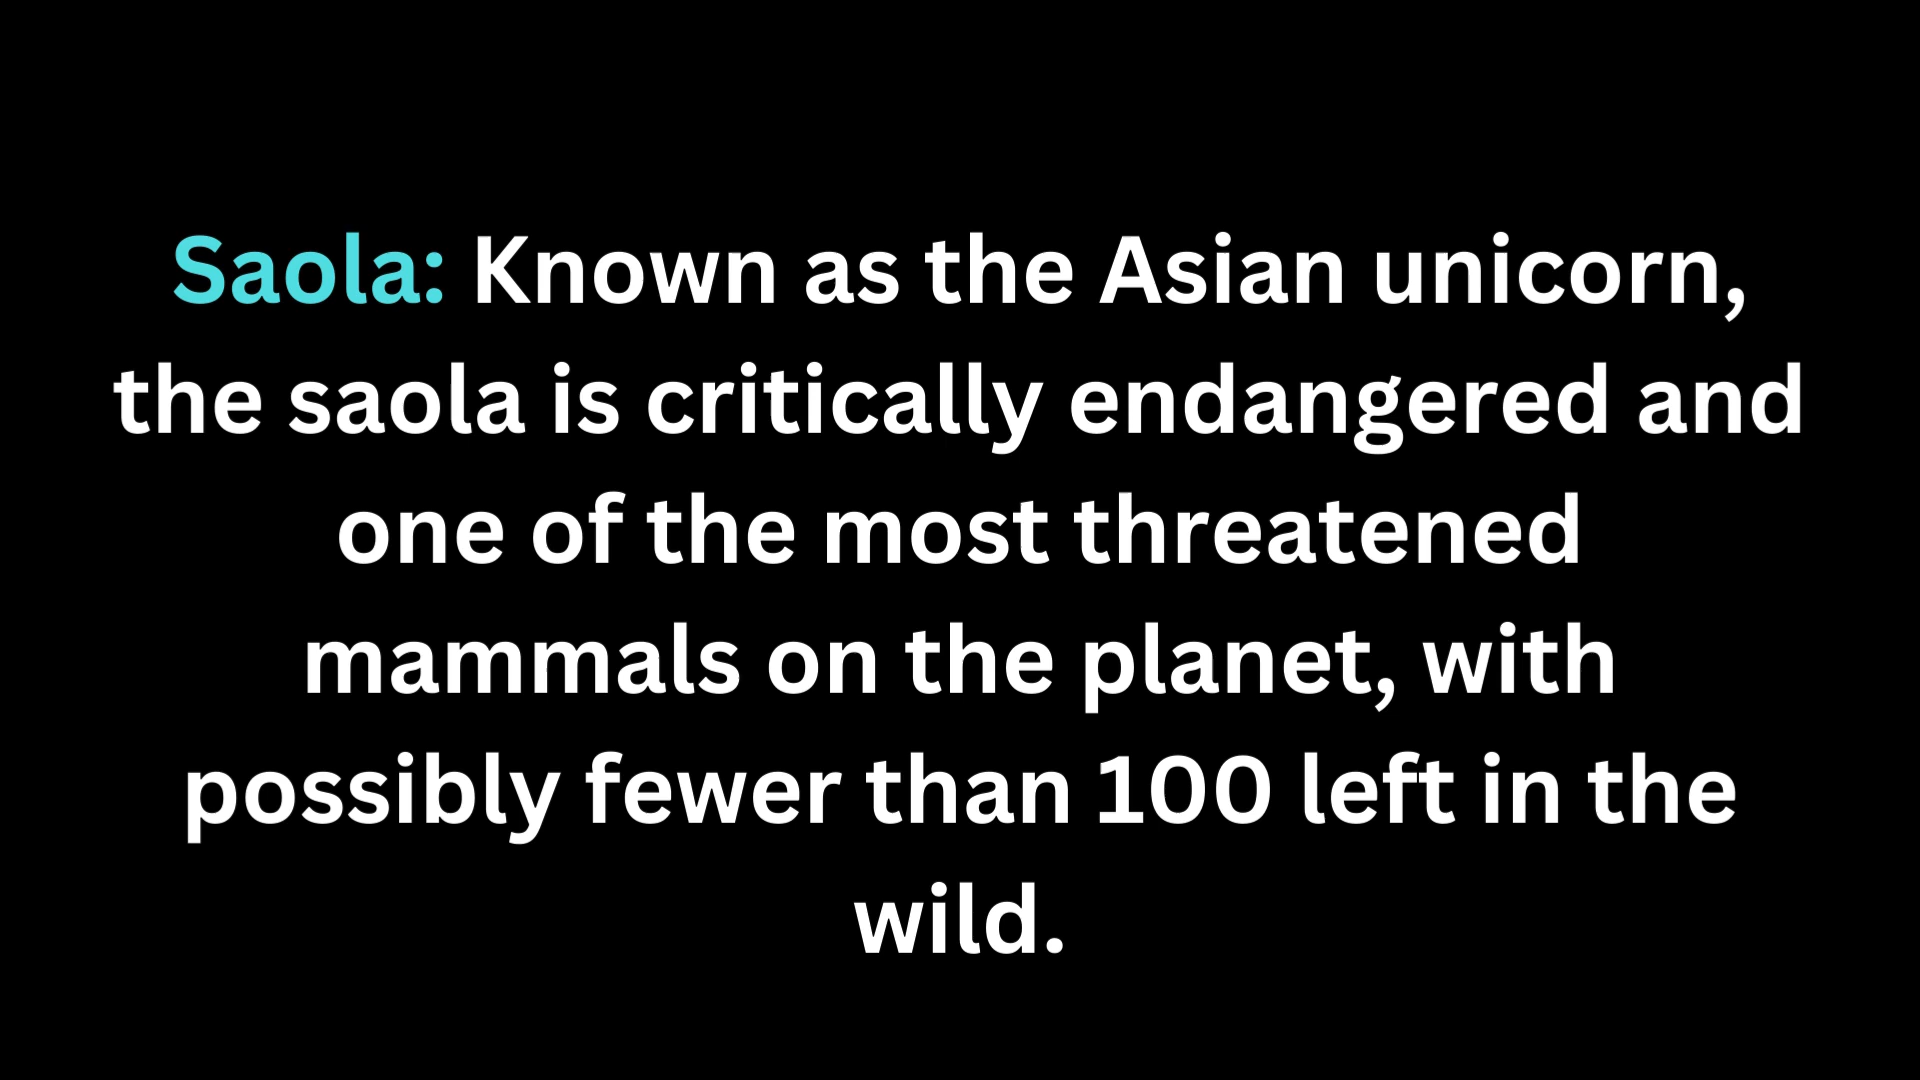 Saola: Known as the Asian unicorn,
the saola is critically endangered and
one of the most threatened
mammals on the planet, with
possibly fewer than 100 left in the
wild.